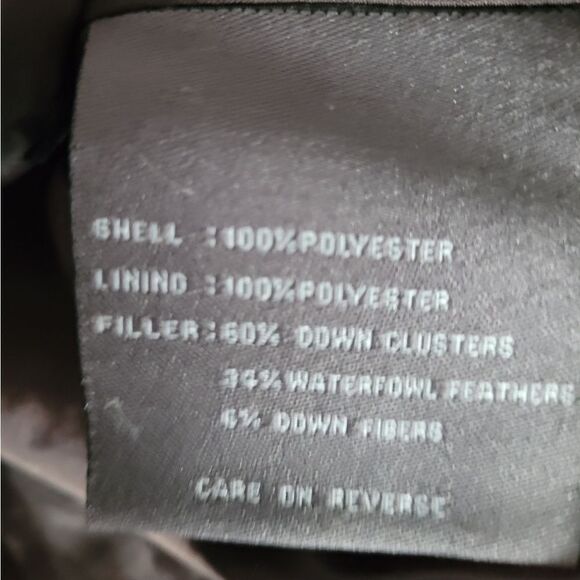 SHELL :100%POLYESTER
LINING :100%POLYESTER
FILLER:60% DOWN CLUSTERS
34% WATERFOWL FEATHERS
6% DOWN FIBERS
CARE ON REVERSE